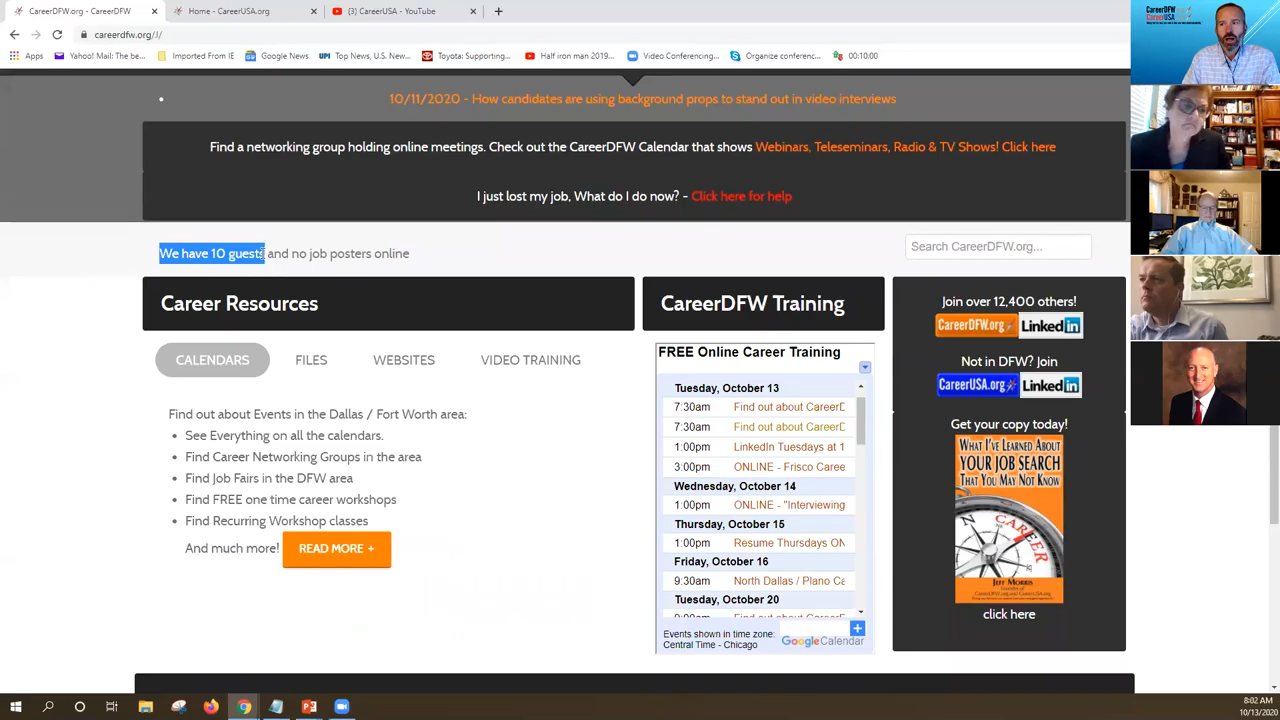 CareerDFW.org - CareerDFW
Home - CareerUSA.org
(3) CareerUSA - YouTube
careerdfw.org/J/
Apps
Yahoo! Mail: The be...
Imported From IE
Google News
UPI Top News, U.S. New...
Toyota: Supporting...
Half iron man 2019...
Video Conferencing...
Organize conferenc...
00:10:00
10/11/2020 - How candidates are using background props to stand out in video interviews
Find a networking group holding online meetings. Check out the CareerDFW Calendar that shows Webinars, Teleseminars, Radio & TV Shows! Click here
I just lost my job, What do I do now? - Click here for help
We have 10 guests and no job posters online
Search CareerDFW.org...
Career Resources
CALENDARS
FILES
WEBSITES
VIDEO TRAINING
Find out about Events in the Dallas / Fort Worth area:
See Everything on all the calendars.
Find Career Networking Groups in the area
Find Job Fairs in the DFW area
Find FREE one time career workshops
Find Recurring Workshop classes
And much more! READ MORE +
CareerDFW Training
FREE Online Career Training
Tuesday, October 13
7:30am Find out about CareerD
7:30am Find out about CareerD
1:00pm LinkedIn Tuesdays at 1
3:00pm ONLINE - Frisco Caree
Wednesday, October 14
1:00pm ONLINE - "Interviewing
Thursday, October 15
1:00pm Resume Thursdays ON
Friday, October 16
9:30am North Dallas / Plano Ca
Tuesday, October 20
Events shown in time zone:
Central Time - Chicago
Google Calendar
Join over 12,400 others!
CareerDFW.org LinkedIn
Not in DFW? Join
CareerUSA.org LinkedIn
Get your copy today!
WHAT I'VE LEARNED ABOUT
YOUR JOB SEARCH
THAT YOU MAY NOT KNOW
CAREER
JEFF MORRIS
click here
CareerDFW
CareerUSA
8:02 AM
10/13/2020